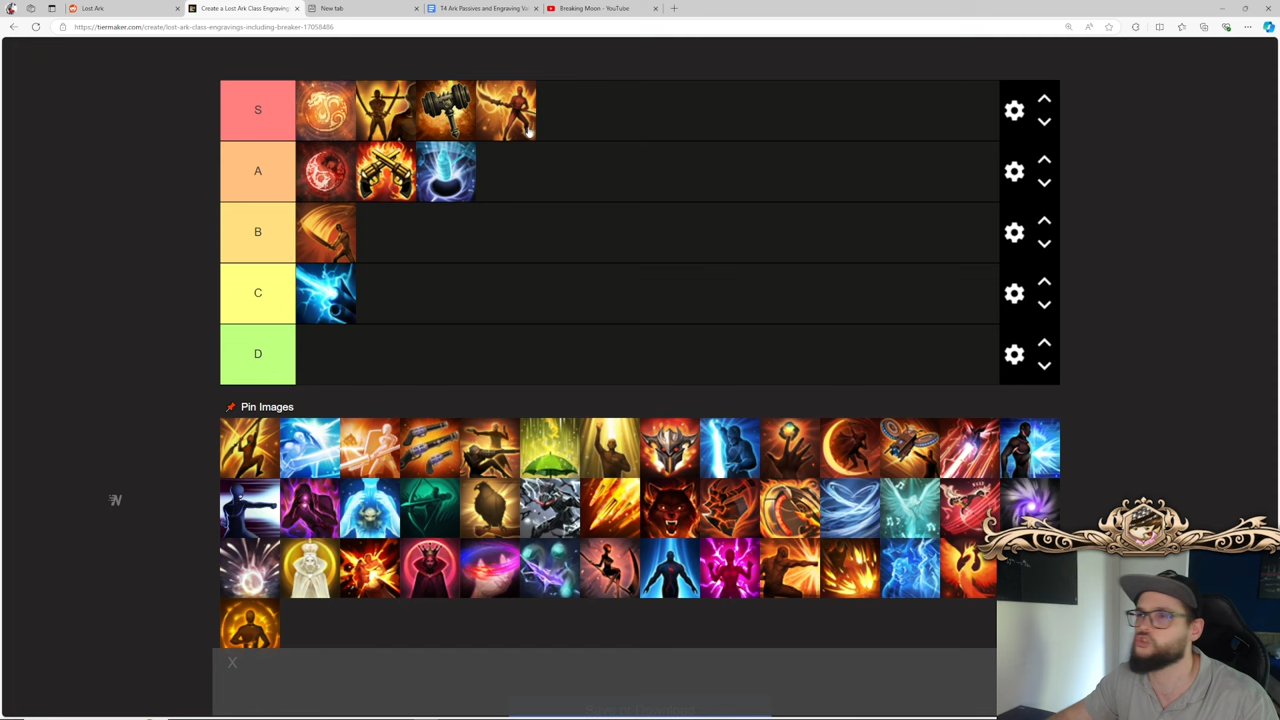 Lost Ark
Create a Lost Ark Class Engraving
New tab
T4 Ark Passives and Engraving Va
Breaking Moon - YouTube
https://tiermaker.com/create/lost-ark-class-engravings-including-breaker-17058486
S
A
B
C
D
Pin Images
X